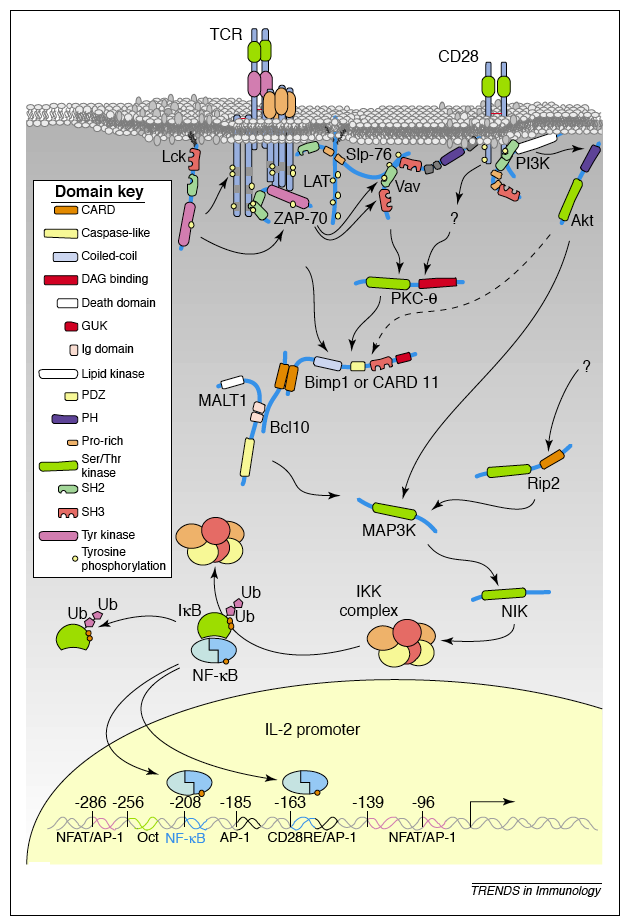 TCR
CD28
Lck
Slp-76
LAT
Vav
PI3K
ZAP-70
?
Akt
PKC-θ
Domain key
CARD
Caspase-like
Coiled-coil
DAG binding
Death domain
GUK
Ig domain
Lipid kinase
PDZ
PH
Pro-rich
Ser/Thr
kinase
SH2
SH3
Tyr kinase
Tyrosine
phosphorylation
Bimp1 or CARD 11
?
MALT1
Bcl10
Rip2
MAP3K
NIK
IKK
complex
Ub
Ub
IκB
Ub
Ub
NF-κB
IL-2 promoter
-286
-256
-208
-185
-163
-139
-96
NFAT/AP-1
Oct
NF-κB
AP-1
CD28RE/AP-1
NFAT/AP-1
TRENDS in Immunology